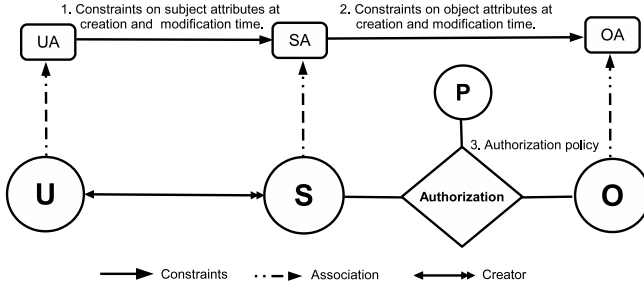 1. Constraints on subject attributes at
creation and modification time.
2. Constraints on object attributes at
creation and modification time.
UA
SA
OA
P
3. Authorization policy
U
S
Authorization
O
Constraints
Association
Creator